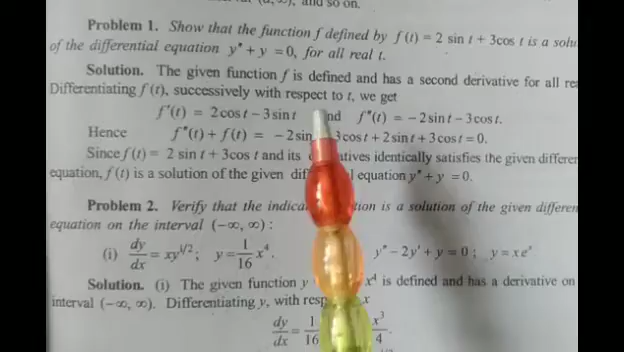 and so on.
Problem 1. Show that the function f defined by f(t) = 2 sin t + 3cos t is a solu
of the differential equation y" + y = 0, for all real t.
Solution. The given function f is defined and has a second derivative for all rea
Differentiating f(t), successively with respect to t, we get
f'(t) = 2cos t − 3sin t nd f"(t) = − 2sin t − 3cos t.
Hence f"(t) + f(t) = − 2sin 3cos t + 2sin t + 3cos t = 0.
Since f(t) = 2 sin t + 3cos t and its atives identically satisfies the given differen
equation, f(t) is a solution of the given dif l equation y" + y = 0.
Problem 2. Verify that the indica tion is a solution of the given differen
equation on the interval (−∞, ∞) :
(i) dy/dx = xy^1/2; y = 1/16 x^4. y" − 2y' + y = 0 ; y = xe^x
Solution. (i) The given function y x^4 is defined and has a derivative on
interval (−∞, ∞). Differentiating y, with resp x
dy/dx = 1/16 x^3/4.